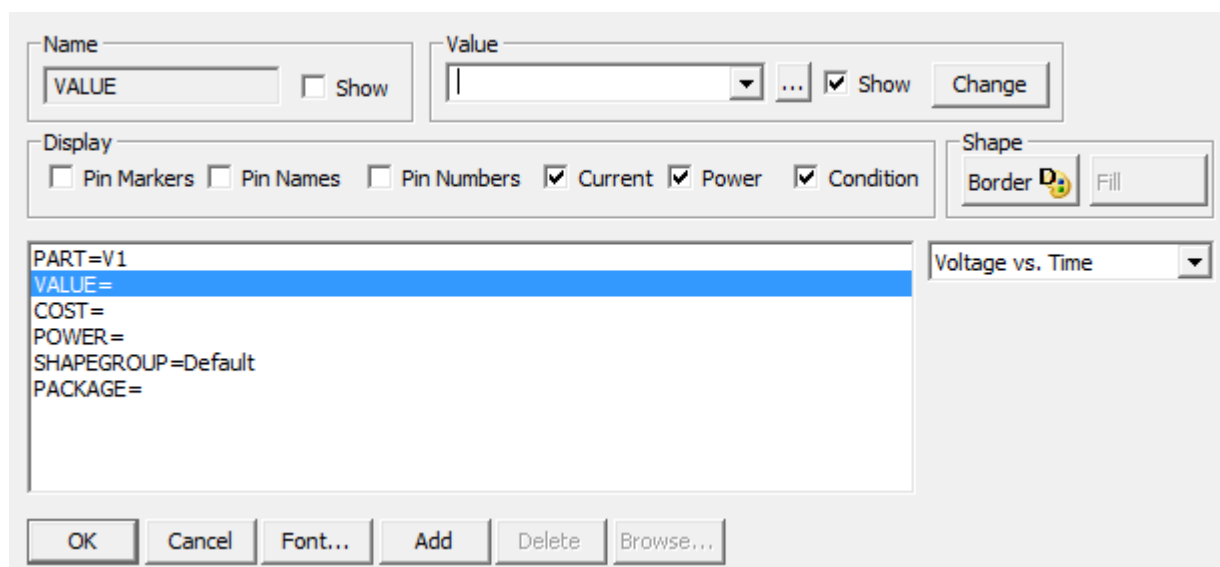 Name
VALUE
Show
Value
...
Show
Change
Display
Pin Markers
Pin Names
Pin Numbers
Current
Power
Condition
Shape
Border
D
Fill
PART=V1
VALUE=
COST=
POWER=
SHAPEGROUP=Default
PACKAGE=
Voltage vs. Time
OK
Cancel
Font...
Add
Delete
Browse...